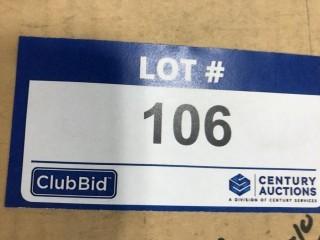 LOT #
106
ClubBid
CENTURY
AUCTIONS
A DIVISION OF CENTURY SERVICES